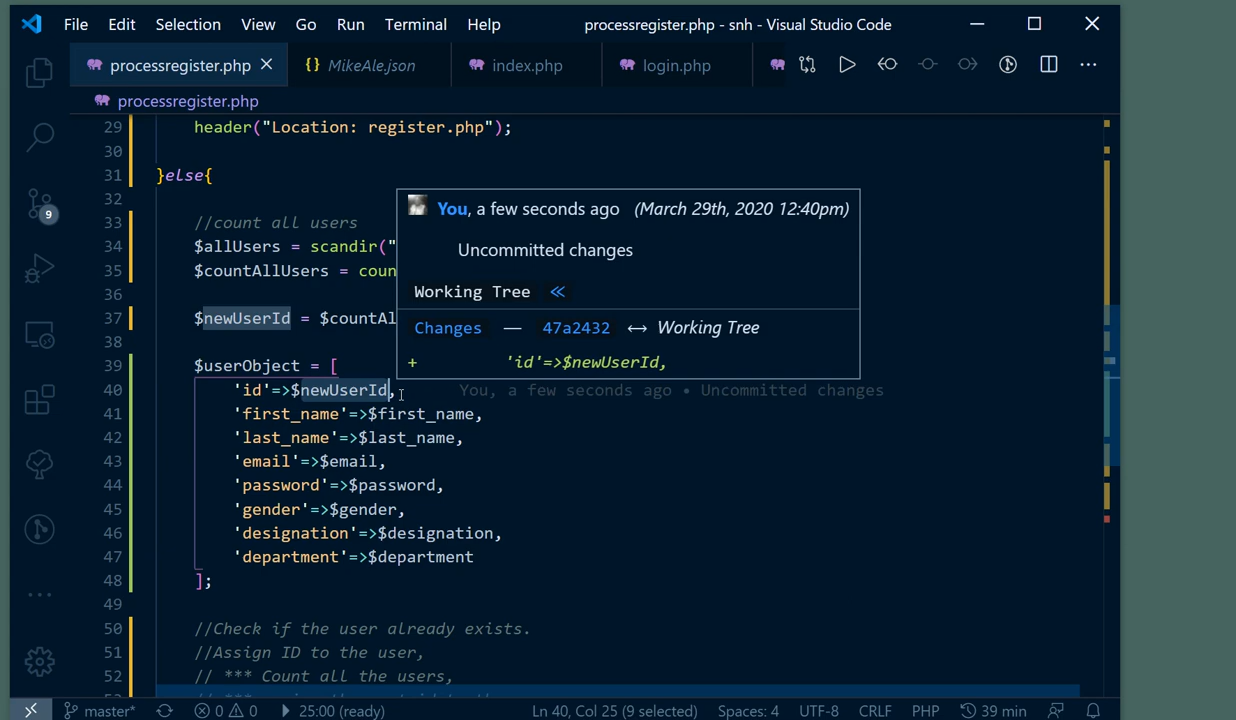 File Edit Selection View Go Run Terminal Help processregister.php - snh - Visual Studio Code
processregister.php {} MikeAle.json index.php login.php
processregister.php
29 header("Location: register.php");
30
31 }else{
32
33 //count all users
34 $allUsers = scandir("
35 $countAllUsers = coun
36
37 $newUserId = $countAl
38
39 $userObject = [
40 'id'=>$newUserId, You, a few seconds ago • Uncommitted changes
41 'first_name'=>$first_name,
42 'last_name'=>$last_name,
43 'email'=>$email,
44 'password'=>$password,
45 'gender'=>$gender,
46 'designation'=>$designation,
47 'department'=>$department
48 ];
49
50 //Check if the user already exists.
51 //Assign ID to the user,
52 // *** Count all the users,
You, a few seconds ago (March 29th, 2020 12:40pm)
Uncommitted changes
Working Tree
Changes — 47a2432 ↔ Working Tree
+ 'id'=>$newUserId,
9
master* 0 0 25:00 (ready) Ln 40, Col 25 (9 selected) Spaces: 4 UTF-8 CRLF PHP 39 min